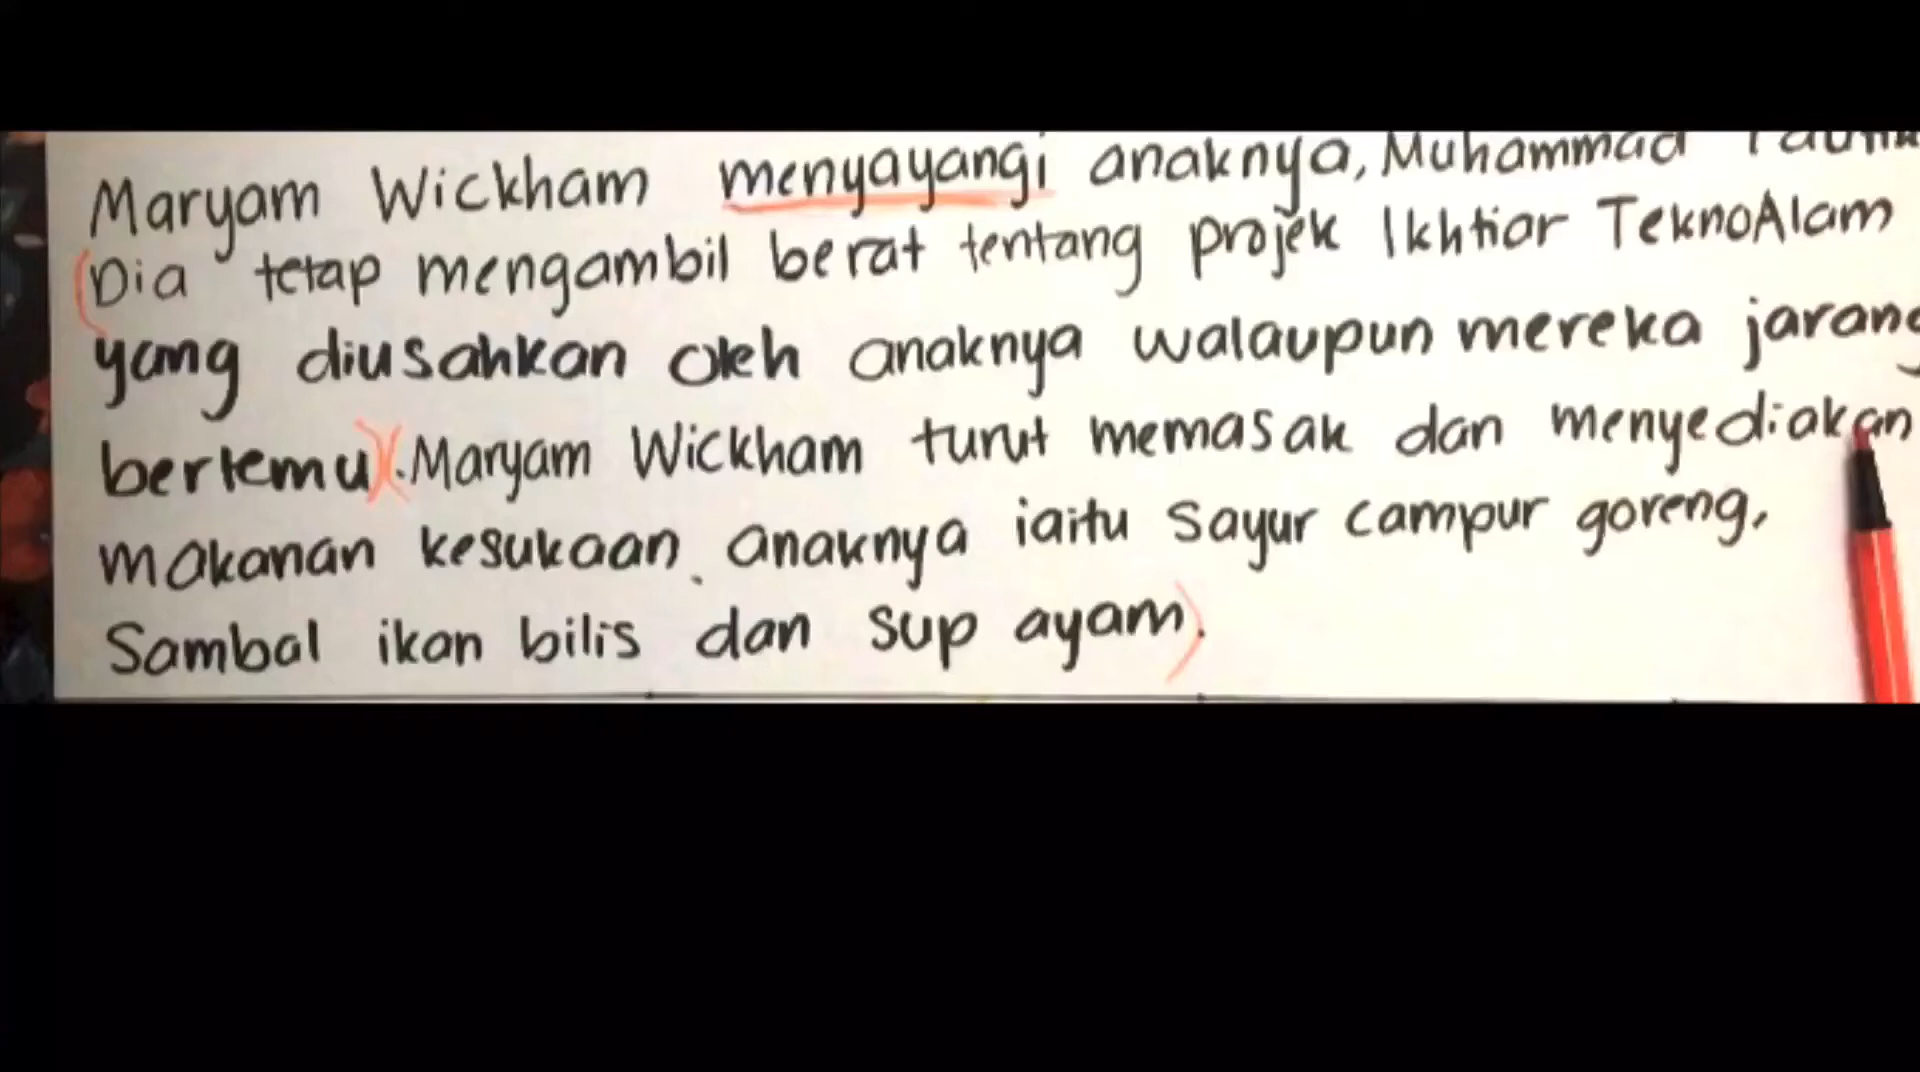 Maryam Wickham menyayangi anaknya, Muhammad
Dia tetap mengambil berat tentang projek Ikhtiar TeknoAlam
yang diusahkan oleh anaknya walaupun mereka jarang
bertemu. Maryam Wickham turut memasak dan menyediakan
makanan kesukaan anaknya iaitu sayur campur goreng,
Sambal ikan bilis dan sup ayam.